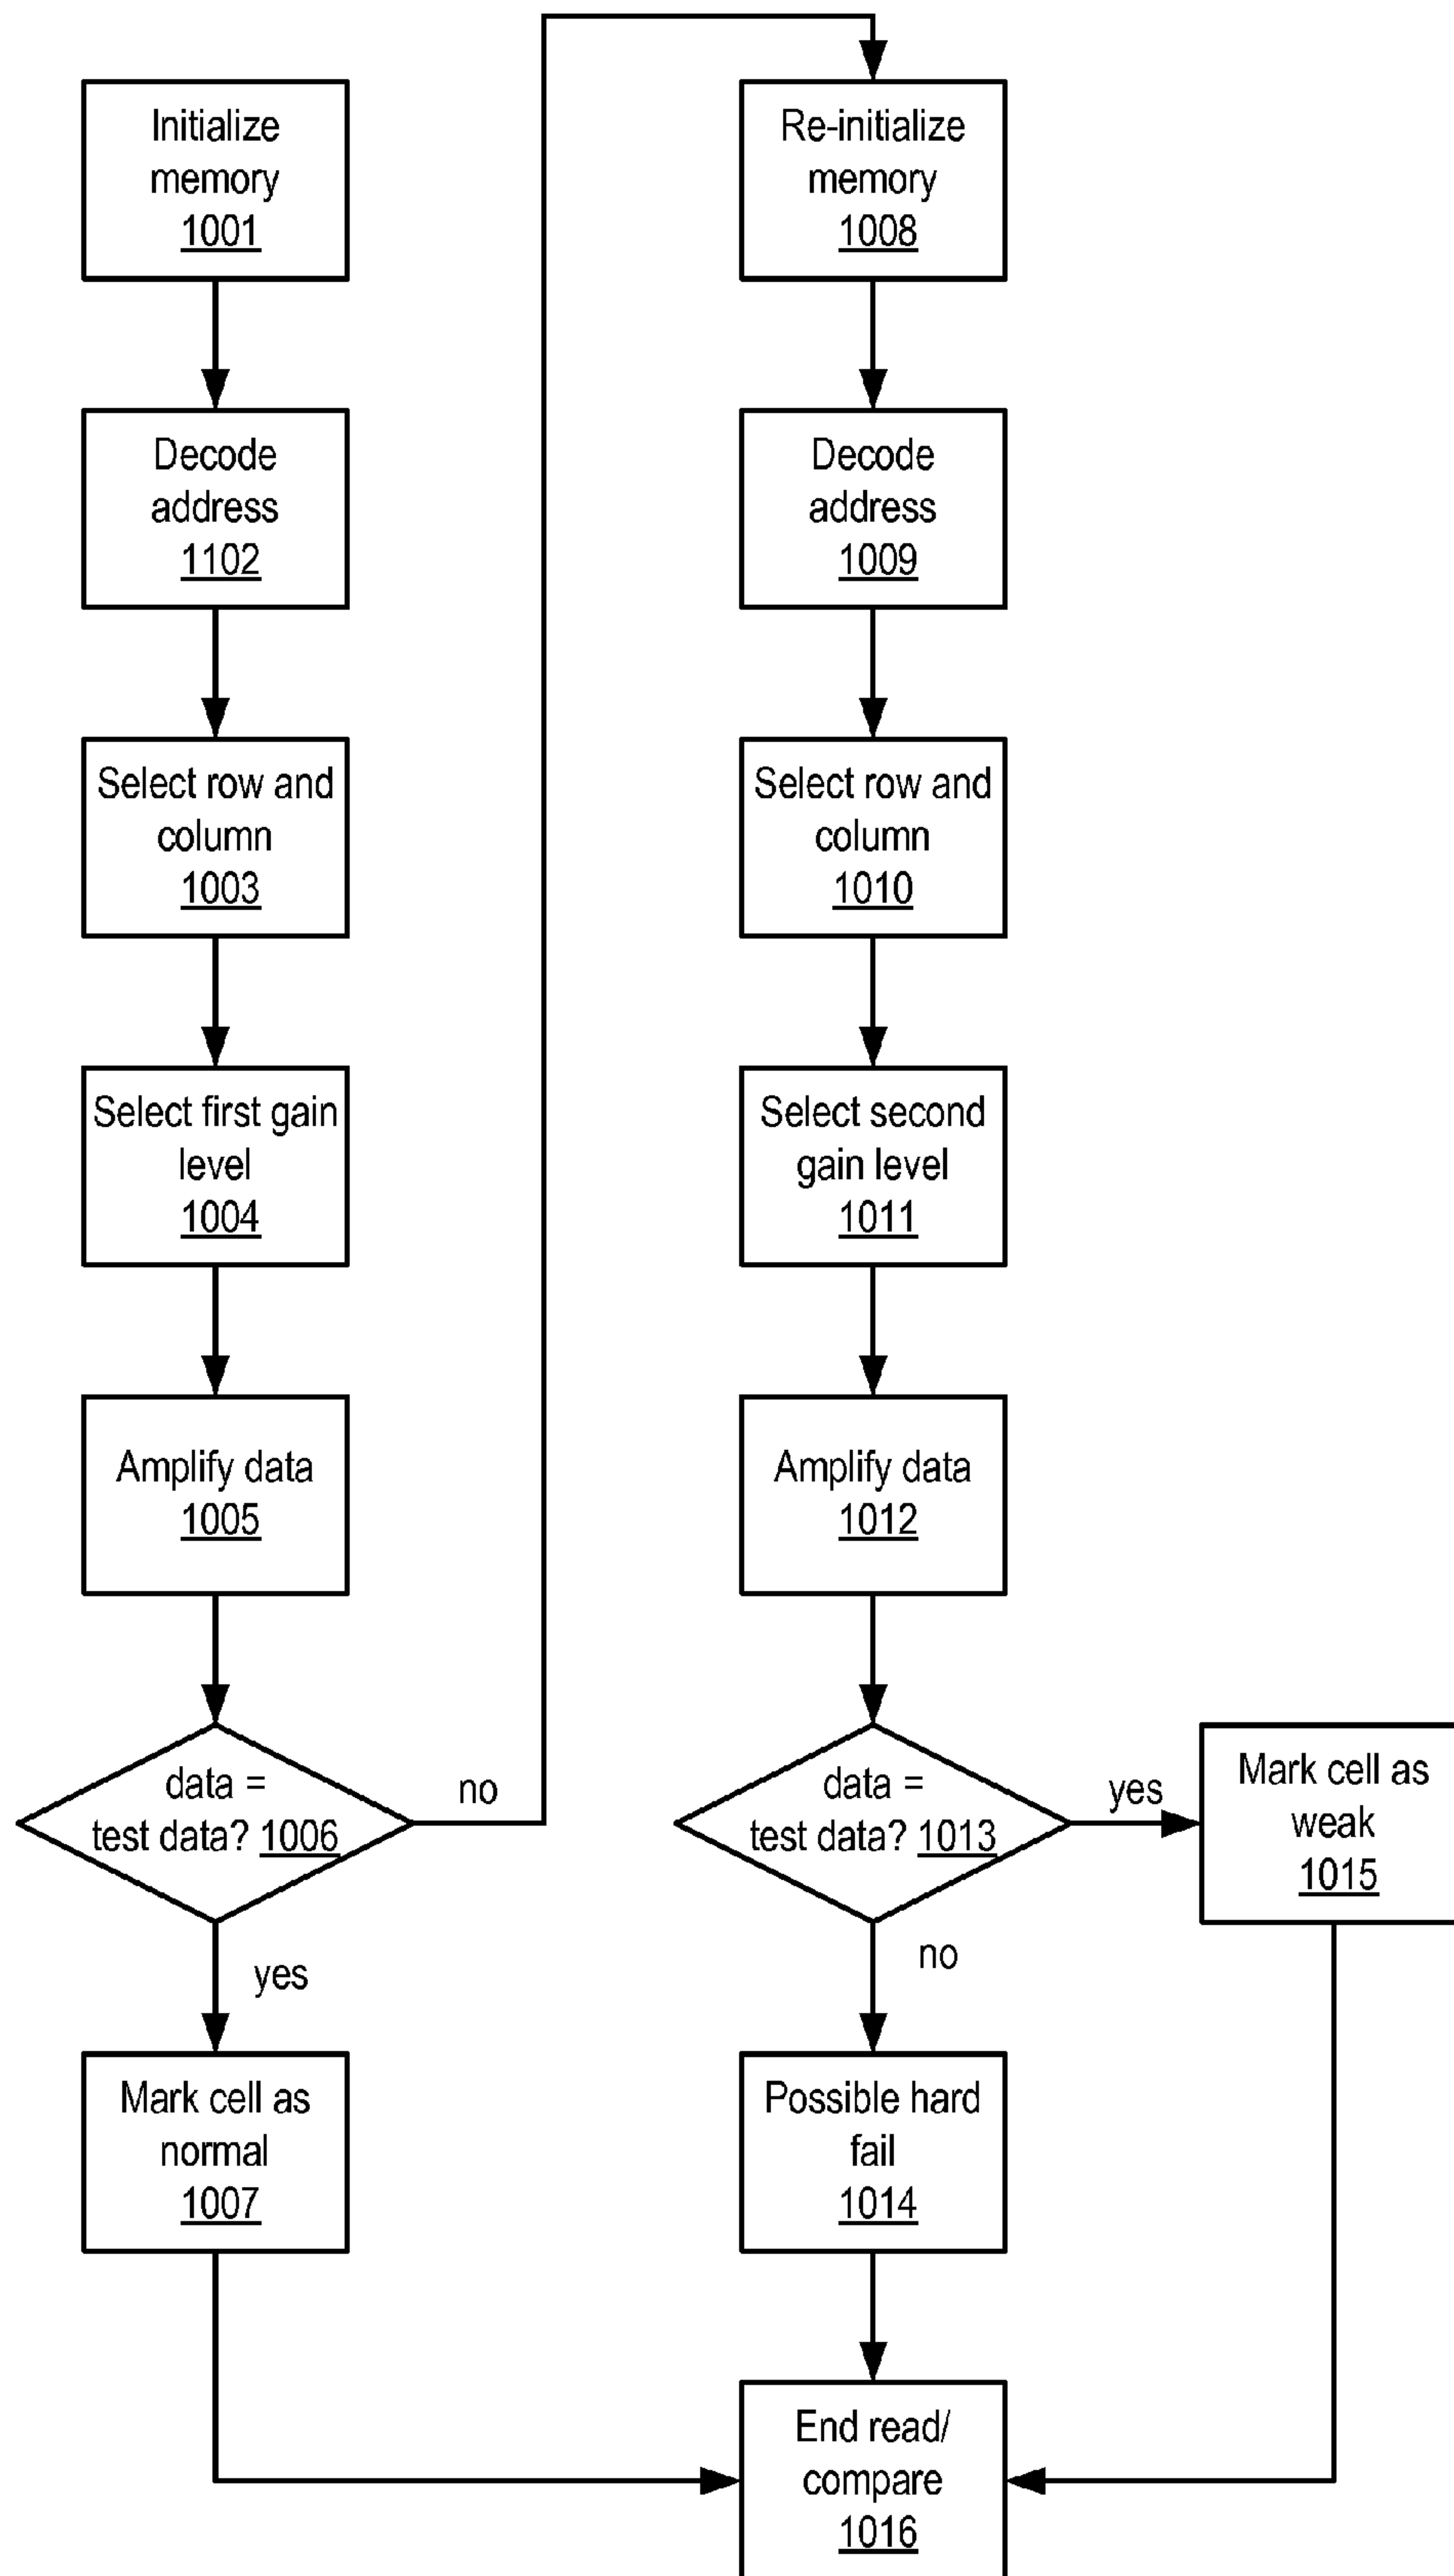 Initialize
memory
1001
Decode
address
1102
Select row and
column
1003
Select first gain
level
1004
Amplify data
1005
data =
test data? 1006
no
yes
Mark cell as
normal
1007
Re-initialize
memory
1008
Decode
address
1009
Select row and
column
1010
Select second
gain level
1011
Amplify data
1012
data =
test data? 1013
yes
no
Mark cell as
weak
1015
Possible hard
fail
1014
End read/
compare
1016